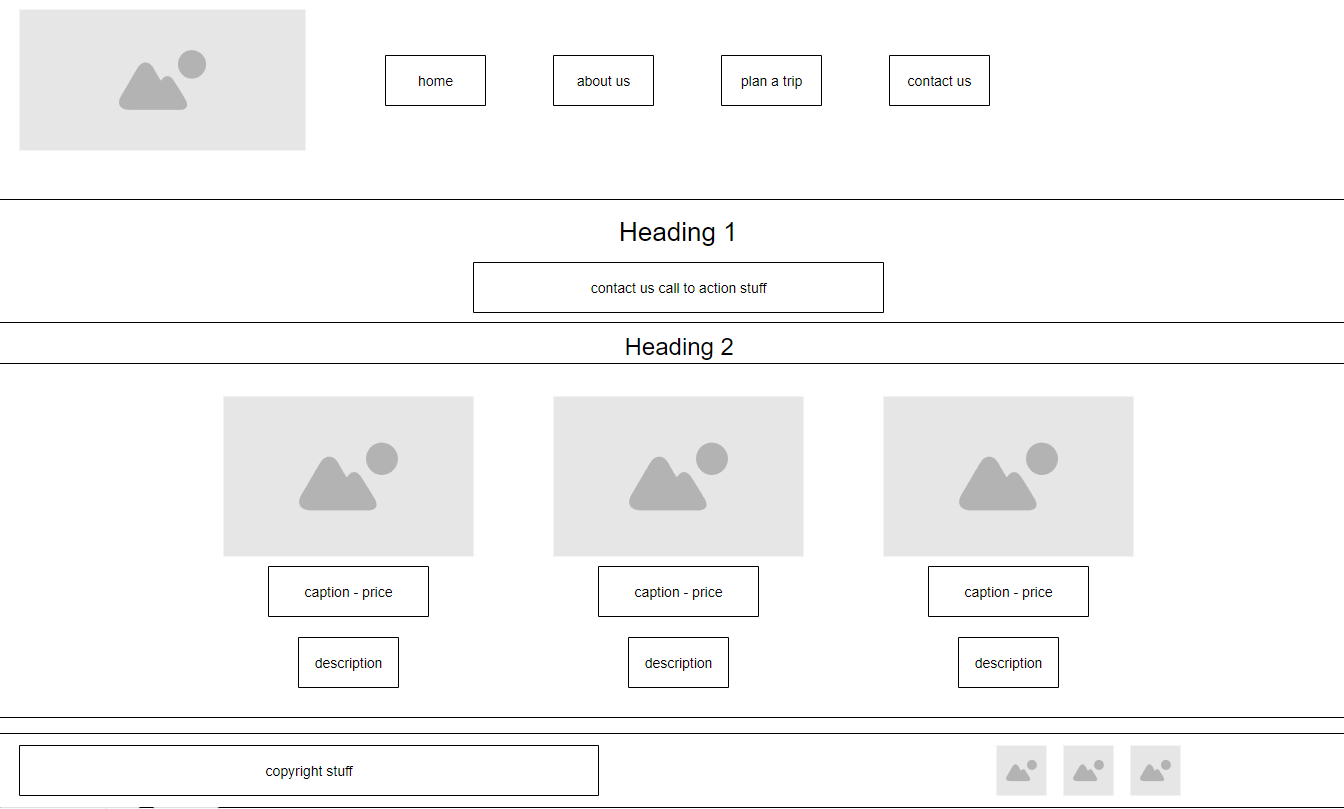 home
about us
plan a trip
contact us
Heading 1
contact us call to action stuff
Heading 2
caption - price
caption - price
caption - price
description
description
description
copyright stuff